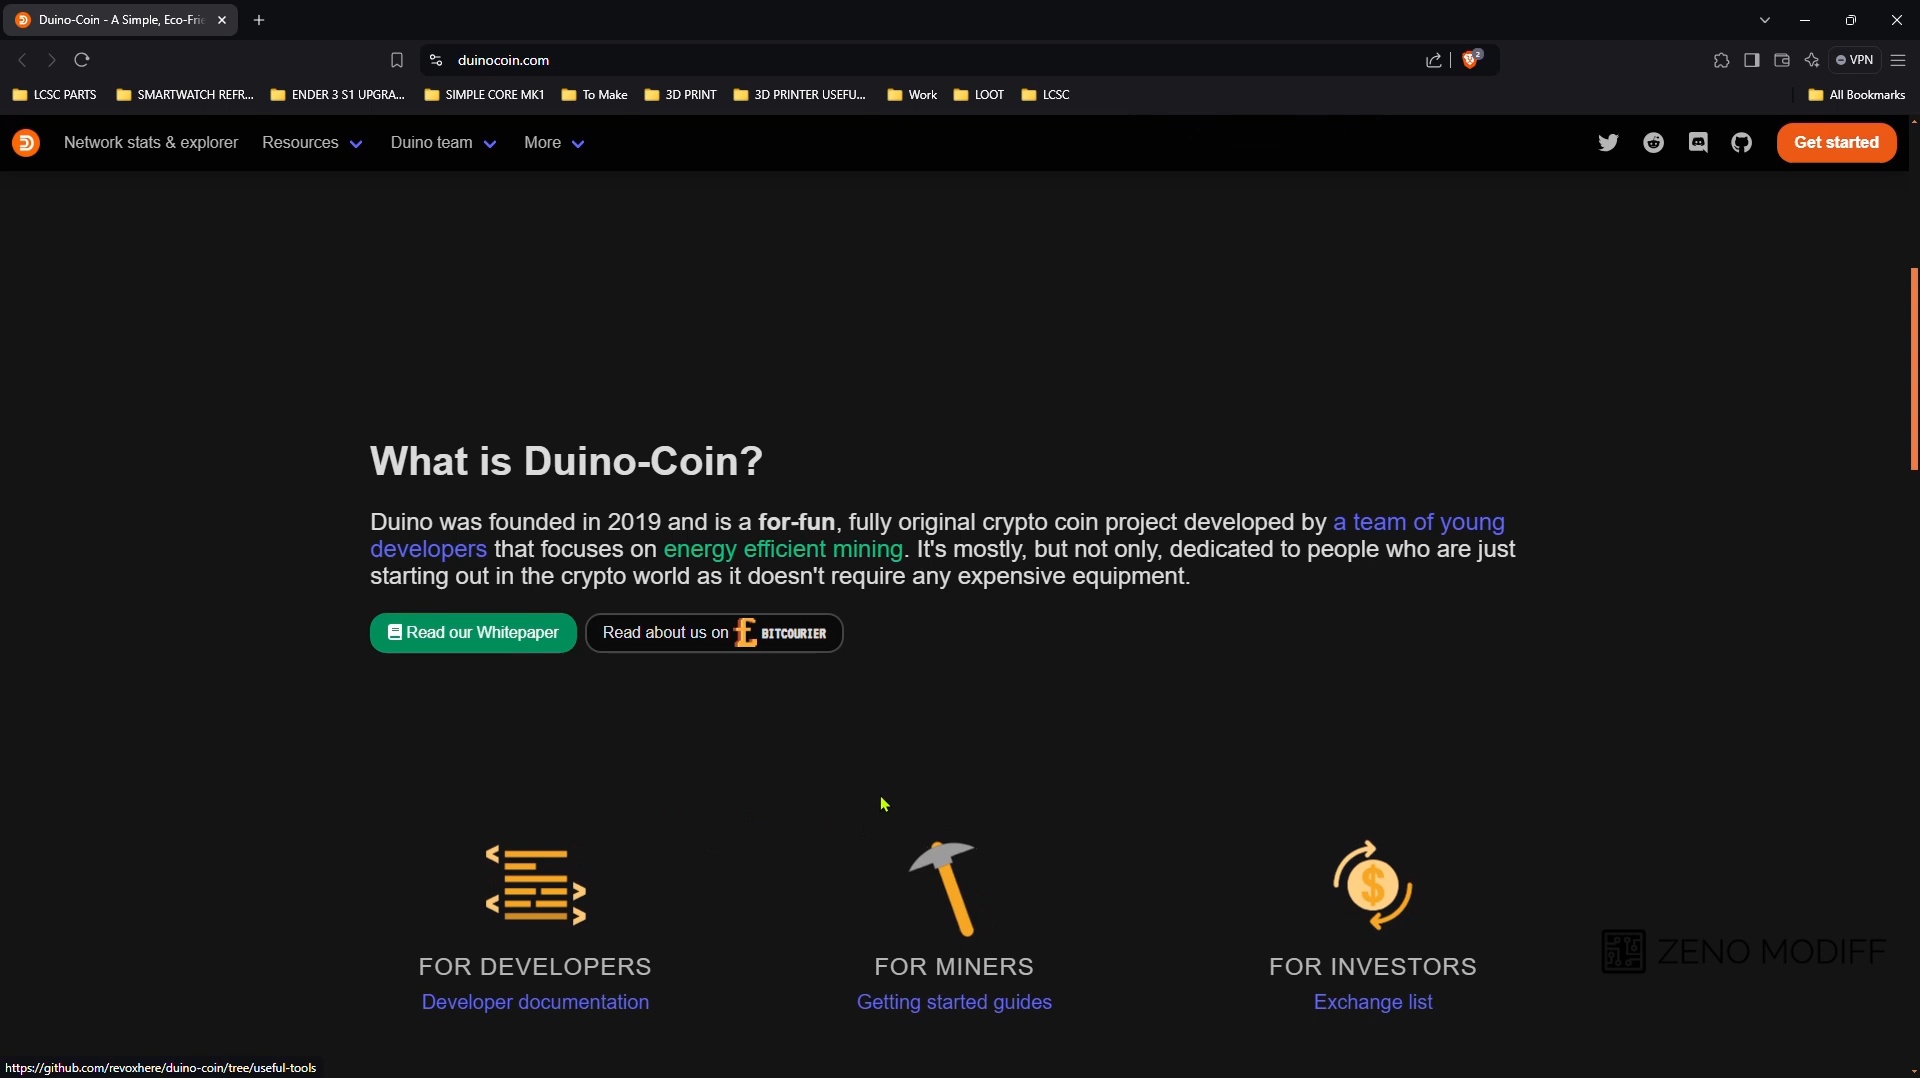 Duino-Coin - A Simple, Eco-Frie
duinocoin.com
2
VPN
LCSC PARTS
SMARTWATCH REFR...
ENDER 3 S1 UPGRA...
SIMPLE CORE MK1
To Make
3D PRINT
3D PRINTER USEFU...
Work
LOOT
LCSC
All Bookmarks
Network stats & explorer
Resources
Duino team
More
Get started
What is Duino-Coin?
Duino was founded in 2019 and is a for-fun, fully original crypto coin project developed by a team of young
developers that focuses on energy efficient mining. It's mostly, but not only, dedicated to people who are just
starting out in the crypto world as it doesn't require any expensive equipment.
Read our Whitepaper
Read about us on BITCOURIER
FOR DEVELOPERS
Developer documentation
FOR MINERS
Getting started guides
FOR INVESTORS
Exchange list
ZENO MODIFF
https://github.com/revoxhere/duino-coin/tree/useful-tools